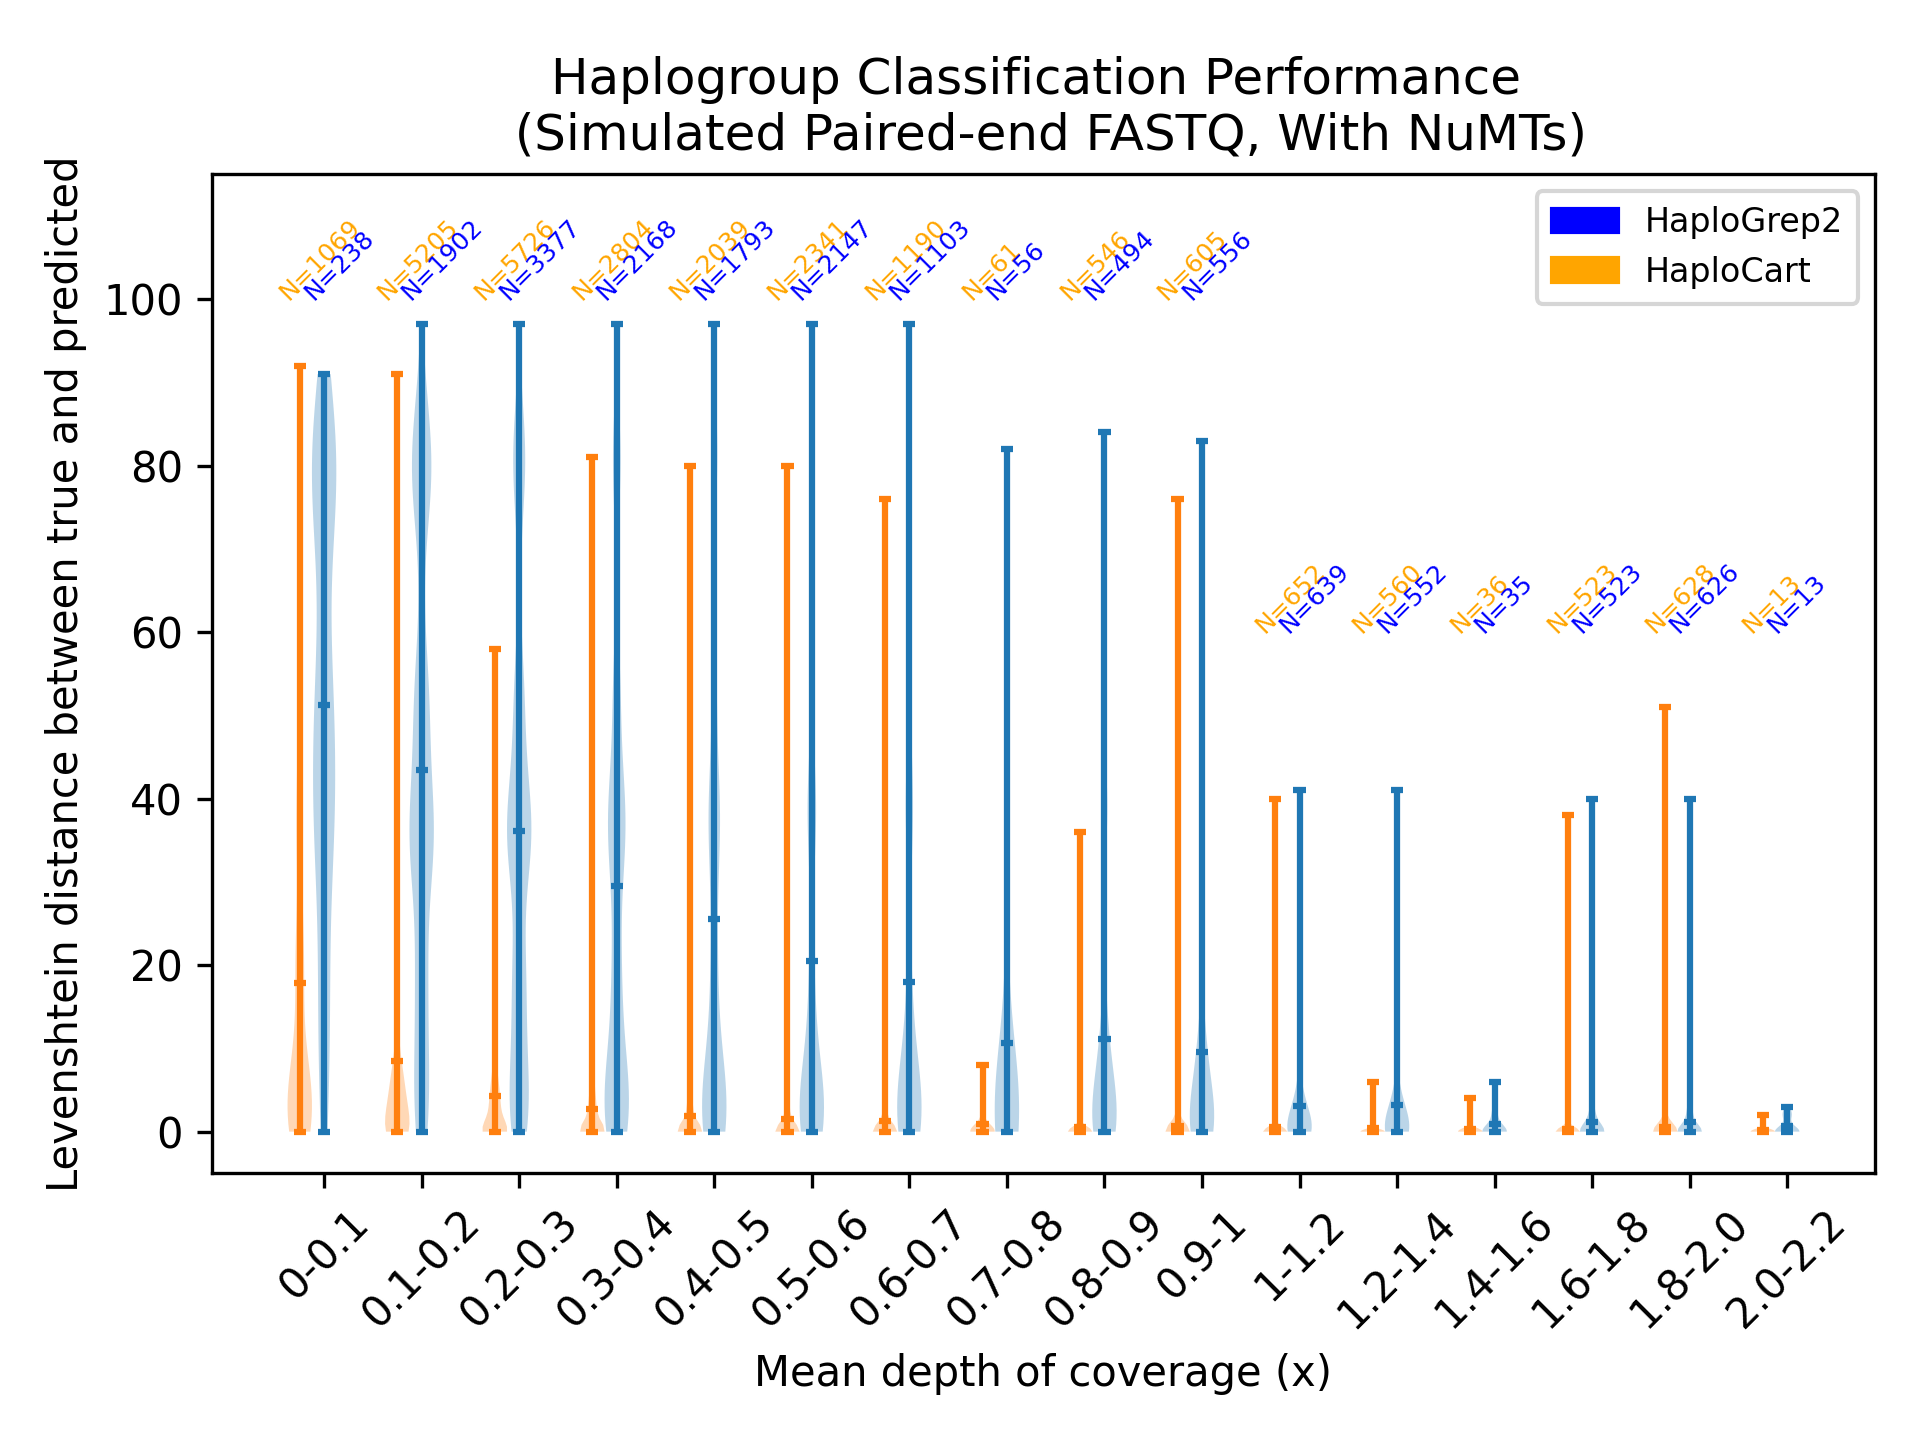 Haplogroup Classification Performance
(Simulated Paired-end FASTQ, With NuMTs)
HaploGrep2
HaploCart
Levenshtein distance between true and predicted
100
80
60
40
20
0
N=1069
N=238
N=5205
N=1902
N=5726
N=3377
N=2804
N=2168
N=2039
N=1793
N=2341
N=2147
N=1190
N=1103
N=61
N=56
N=546
N=494
N=605
N=556
N=652
N=639
N=560
N=552
N=36
N=35
N=523
N=523
N=628
N=626
N=13
N=13
0-0.1
0.1-0.2
0.2-0.3
0.3-0.4
0.4-0.5
0.5-0.6
0.6-0.7
0.7-0.8
0.8-0.9
0.9-1
1-1.2
1.2-1.4
1.4-1.6
1.6-1.8
1.8-2.0
2.0-2.2
Mean depth of coverage (x)